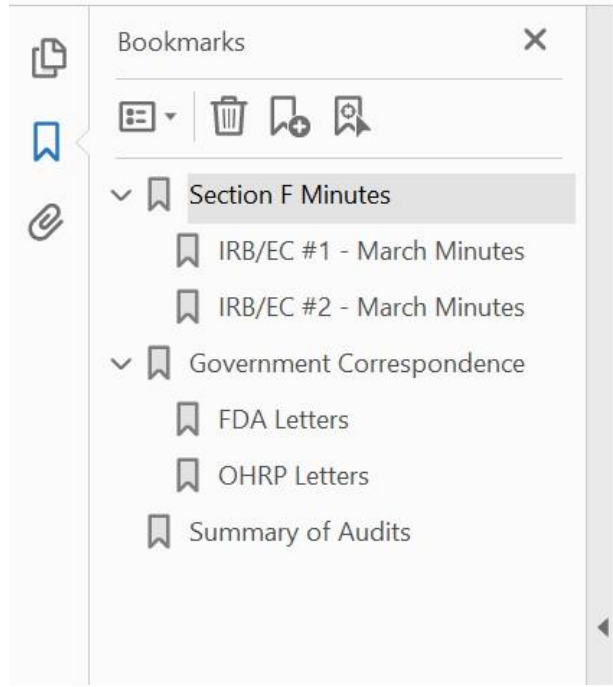 Bookmarks
Section F Minutes
IRB/EC #1 - March Minutes
IRB/EC #2 - March Minutes
Government Correspondence
FDA Letters
OHRP Letters
Summary of Audits